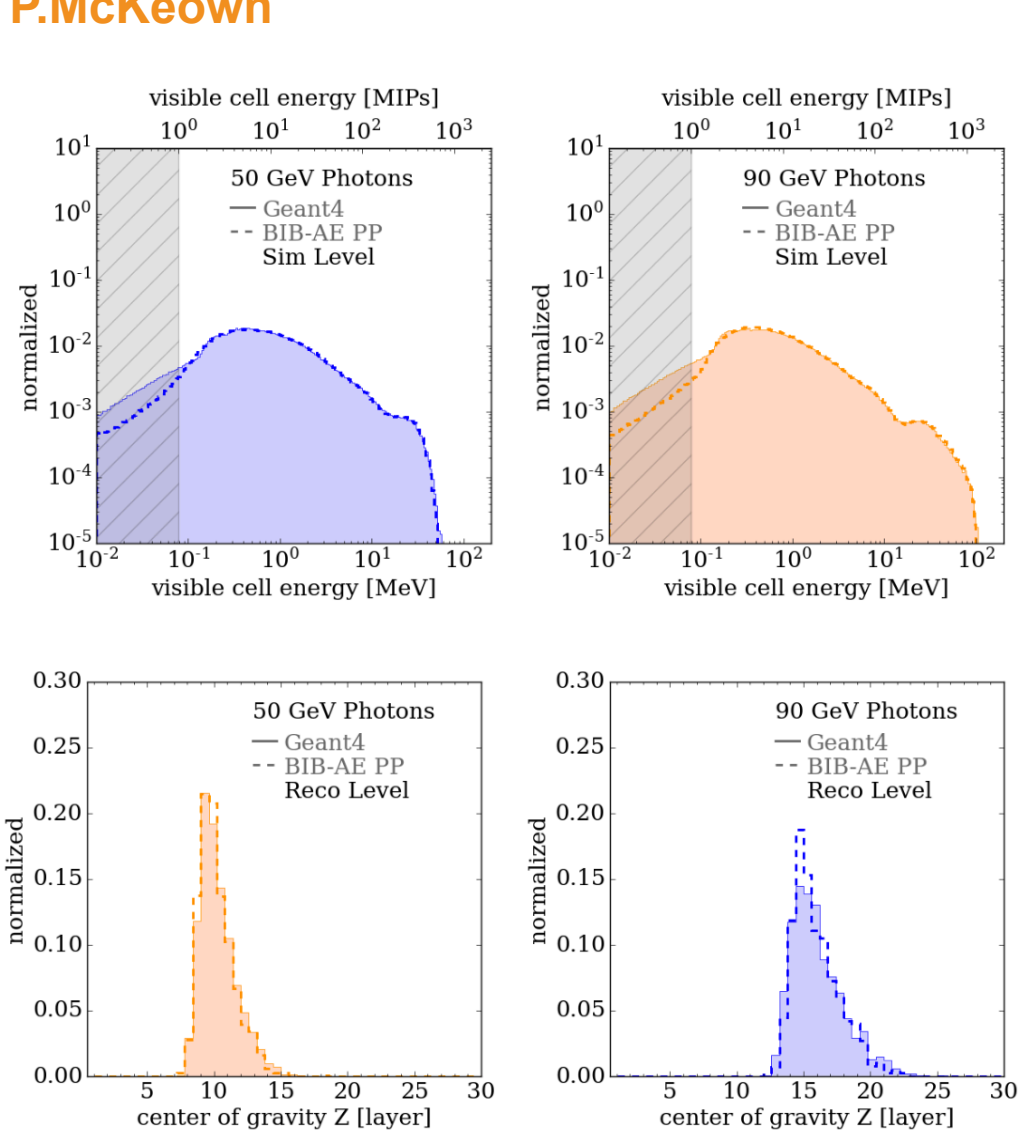 P.McKeown
visible cell energy [MIPs]
10^0 10^1 10^2 10^3
10^1
10^0
10^-1
10^-2
10^-3
10^-4
10^-5
normalized
50 GeV Photons
Geant4
BIB-AE PP
Sim Level
10^-2 10^-1 10^0 10^1 10^2
visible cell energy [MeV]
visible cell energy [MIPs]
10^0 10^1 10^2 10^3
10^1
10^0
10^-1
10^-2
10^-3
10^-4
10^-5
normalized
90 GeV Photons
Geant4
BIB-AE PP
Sim Level
10^-2 10^-1 10^0 10^1 10^2
visible cell energy [MeV]
0.30
0.25
0.20
0.15
0.10
0.05
0.00
normalized
50 GeV Photons
Geant4
BIB-AE PP
Reco Level
5 10 15 20 25 30
center of gravity Z [layer]
0.30
0.25
0.20
0.15
0.10
0.05
0.00
normalized
90 GeV Photons
Geant4
BIB-AE PP
Reco Level
5 10 15 20 25 30
center of gravity Z [layer]